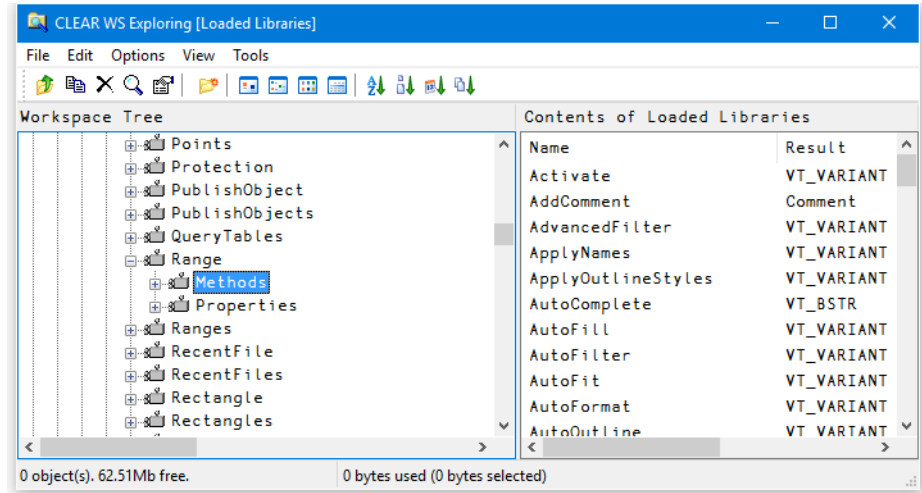 CLEAR WS Exploring [Loaded Libraries]
File Edit Options View Tools
Workspace Tree
Points
Protection
PublishObject
PublishObjects
QueryTables
Range
Methods
Properties
Ranges
RecentFile
RecentFiles
Rectangle
Rectangles
Contents of Loaded Libraries
Name Result
Activate VT_VARIANT
AddComment Comment
AdvancedFilter VT_VARIANT
ApplyNames VT_VARIANT
ApplyOutlineStyles VT_VARIANT
AutoComplete VT_BSTR
AutoFill VT_VARIANT
AutoFilter VT_VARIANT
AutoFit VT_VARIANT
AutoFormat VT_VARIANT
AutoOutline VT_VARIANT
0 object(s). 62.51Mb free. 0 bytes used (0 bytes selected)